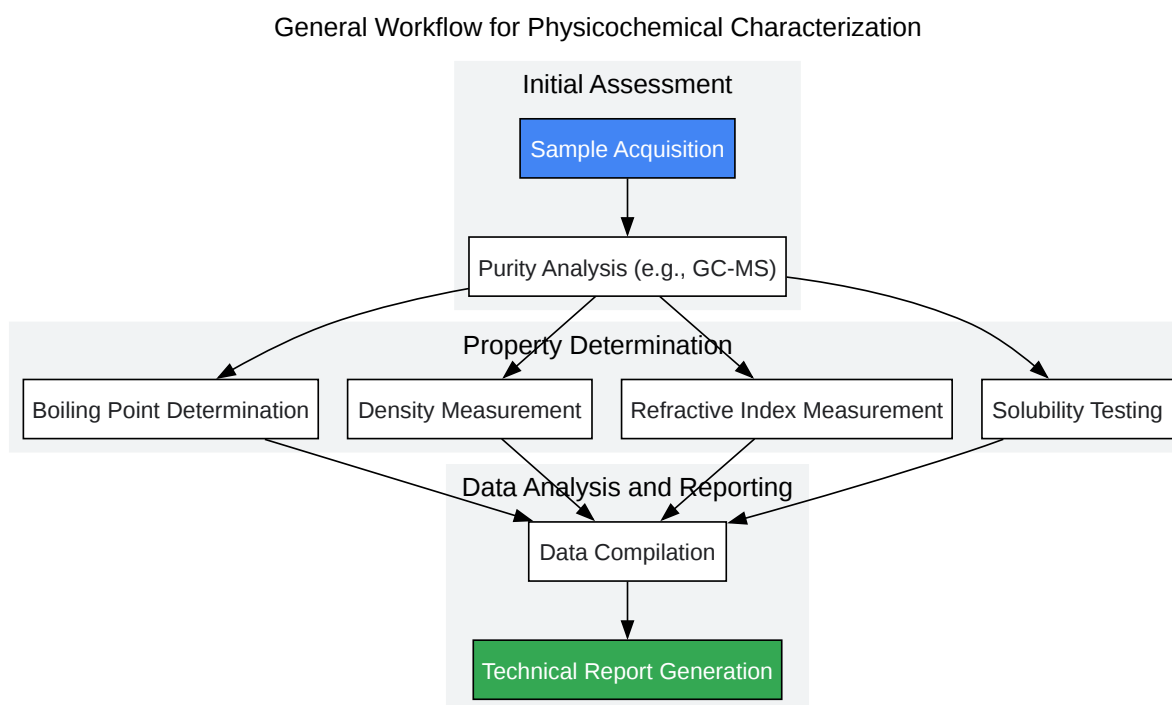 General Workflow for Physicochemical Characterization
Initial Assessment
Sample Acquisition
Purity Analysis (e.g., GC-MS)
Property Determination
Boiling Point Determination
Density Measurement
Refractive Index Measurement
Solubility Testing
Data Analysis and Reporting
Data Compilation
Technical Report Generation